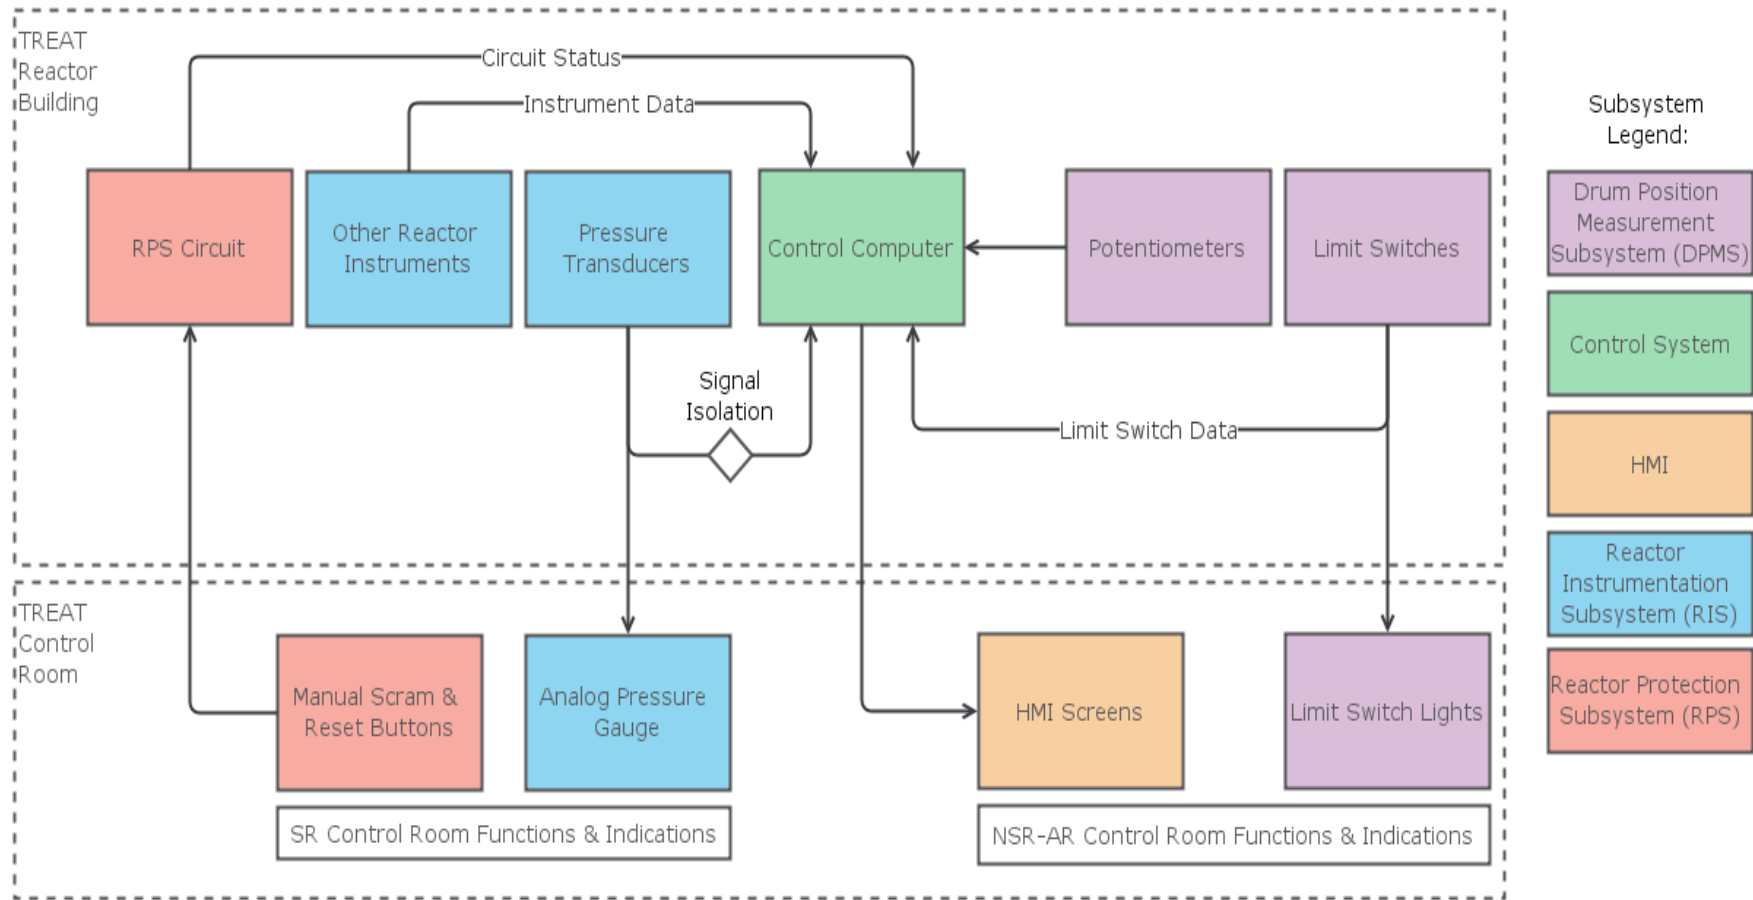 TREAT
Reactor
Building
Circuit Status
Instrument Data
RPS Circuit
Other Reactor
Instruments
Pressure
Transducers
Control Computer
Potentiometers
Limit Switches
Signal
Isolation
Limit Switch Data
TREAT
Control
Room
Manual Scram &
Reset Buttons
Analog Pressure
Gauge
HMI Screens
Limit Switch Lights
SR Control Room Functions & Indications
NSR-AR Control Room Functions & Indications
Subsystem
Legend:
Drum Position
Measurement
Subsystem (DPMS)
Control System
HMI
Reactor
Instrumentation
Subsystem (RIS)
Reactor Protection
Subsystem (RPS)